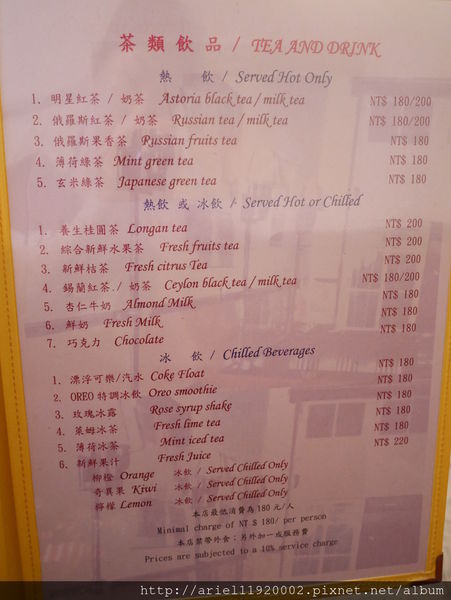 茶類飲品 / TEA AND DRINK
熱 飲 / Served Hot Only
1. 明星紅茶 / 奶茶 Astoria black tea / milk tea NT$ 180/200
2. 俄羅斯紅茶 / 奶茶 Russian tea / milk tea NT$ 180/200
3. 俄羅斯果香茶 Russian fruits tea NT$ 180
4. 薄荷綠茶 Mint green tea NT$ 180
5. 玄米綠茶 Japanese green tea NT$ 180
熱飲 或 冰飲 / Served Hot or Chilled
1. 養生桂圓茶 Longan tea NT$ 200
2. 綜合新鮮水果茶 Fresh fruits tea NT$ 200
3. 新鮮桔茶 Fresh citrus Tea NT$ 200
4. 錫蘭紅茶 / 奶茶 Ceylon black tea / milk tea NT$ 180/200
5. 杏仁牛奶 Almond Milk NT$ 180
6. 鮮奶 Fresh Milk NT$ 180
7. 巧克力 Chocolate NT$ 180
冰 飲 / Chilled Beverages
1. 漂浮可樂/汽水 Coke Float NT$ 180
2. OREO 特調冰飲 Oreo smoothie NT$ 180
3. 玫瑰冰露 Rose syrup shake NT$ 180
4. 萊姆冰茶 Fresh lime tea NT$ 180
5. 薄荷冰茶 Mint iced tea NT$ 180
6. 新鮮果汁 Fresh Juice NT$ 220
柳橙 Orange 冰飲 / Served Chilled Only
奇異果 Kiwi 冰飲 / Served Chilled Only
檸檬 Lemon 冰飲 / Served Chilled Only
本店最低消費為 180 元/人
Minimal charge of NT $ 180/ per person
本店禁帶外食；另外加一成服務費
Prices are subjected to a 10% service charge
http://ariel11920002.pixnet.net/album